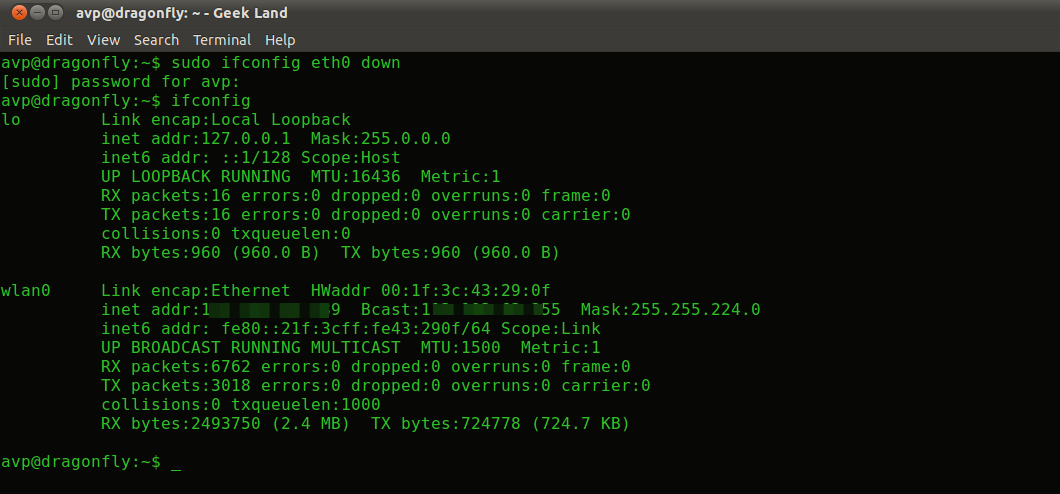 avp@dragonfly: ~ - Geek Land
File Edit View Search Terminal Help
avp@dragonfly:~$ sudo ifconfig eth0 down
[sudo] password for avp:
avp@dragonfly:~$ ifconfig
lo        Link encap:Local Loopback
          inet addr:127.0.0.1  Mask:255.0.0.0
          inet6 addr: ::1/128 Scope:Host
          UP LOOPBACK RUNNING  MTU:16436  Metric:1
          RX packets:16 errors:0 dropped:0 overruns:0 frame:0
          TX packets:16 errors:0 dropped:0 overruns:0 carrier:0
          collisions:0 txqueuelen:0
          RX bytes:960 (960.0 B)  TX bytes:960 (960.0 B)
wlan0     Link encap:Ethernet  HWaddr 00:1f:3c:43:29:0f
          inet addr:1 9  Bcast:1 55  Mask:255.255.224.0
          inet6 addr: fe80::21f:3cff:fe43:290f/64 Scope:Link
          UP BROADCAST RUNNING MULTICAST  MTU:1500  Metric:1
          RX packets:6762 errors:0 dropped:0 overruns:0 frame:0
          TX packets:3018 errors:0 dropped:0 overruns:0 carrier:0
          collisions:0 txqueuelen:1000
          RX bytes:2493750 (2.4 MB)  TX bytes:724778 (724.7 KB)
avp@dragonfly:~$ _